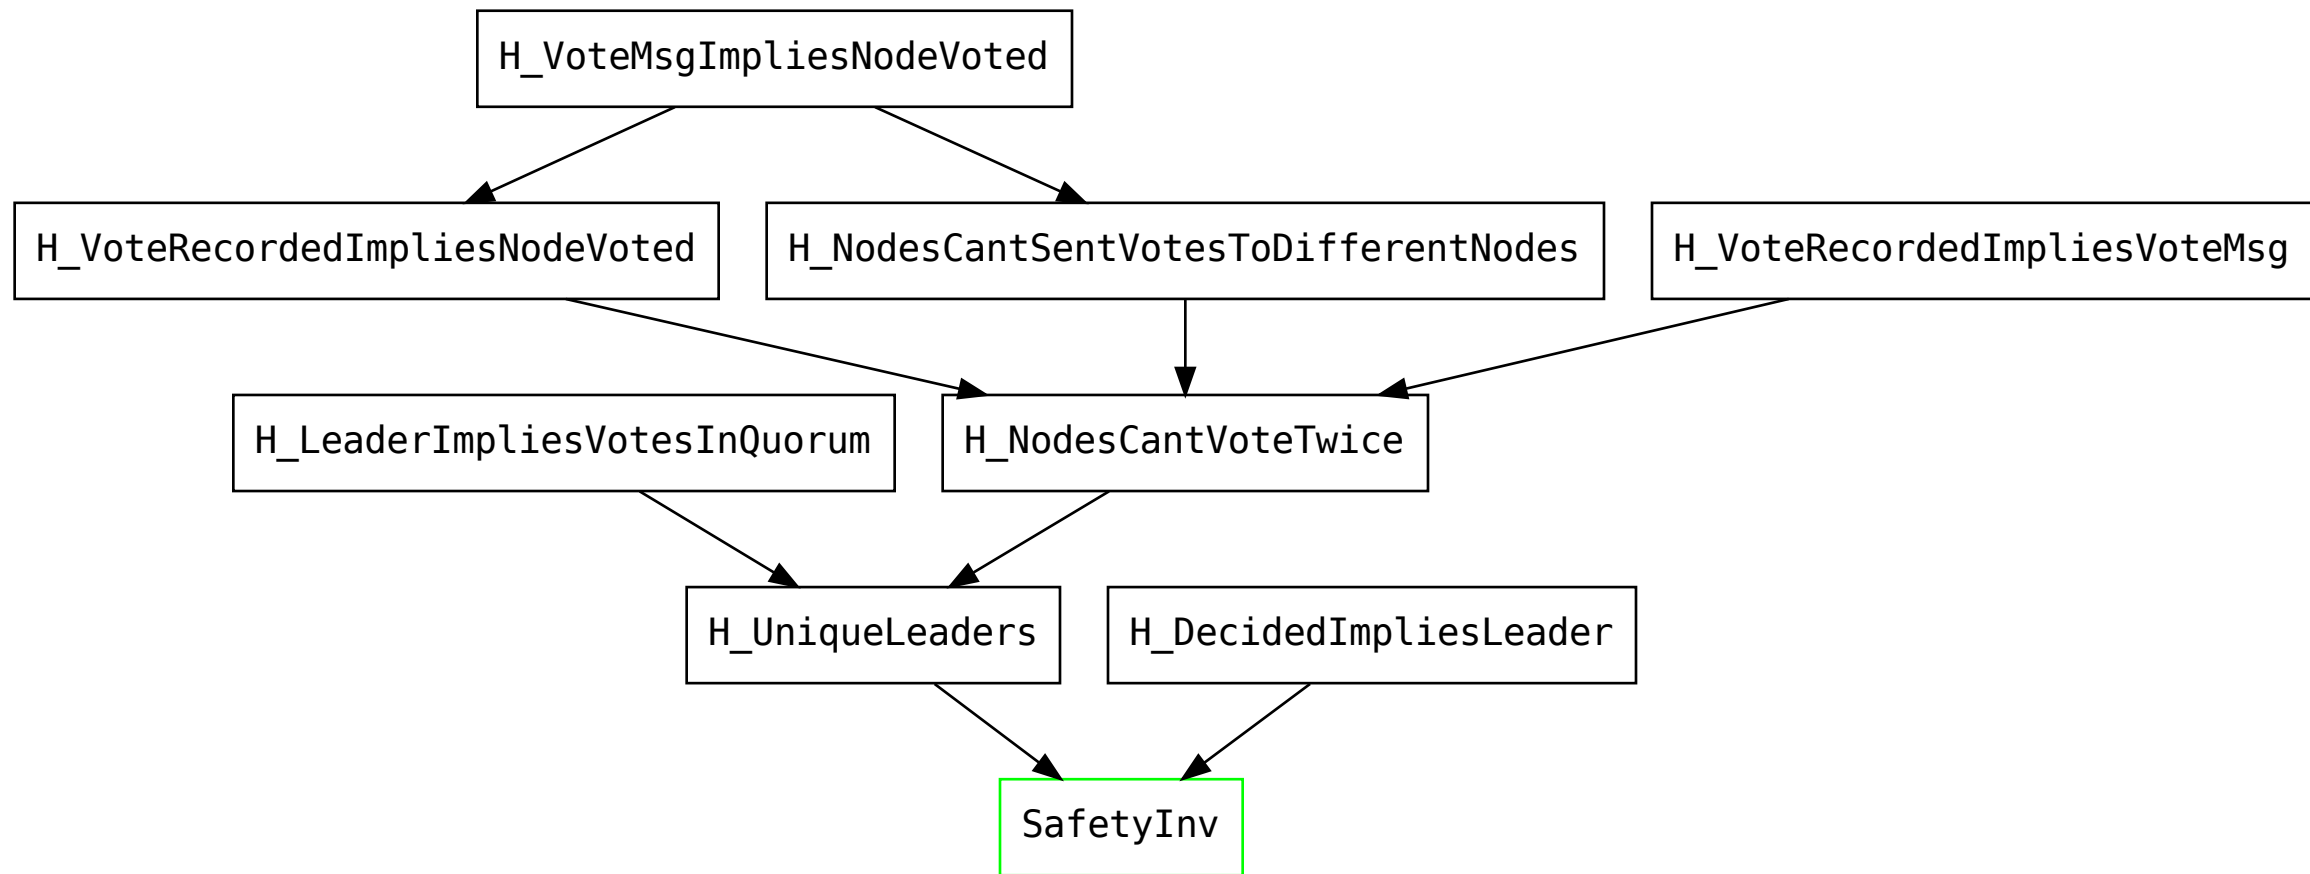 H_VoteMsgImpliesNodeVoted
H_VoteRecordedImpliesNodeVoted
H_NodesCantSentVotesToDifferentNodes
H_VoteRecordedImpliesVoteMsg
H_LeaderImpliesVotesInQuorum
H_NodesCantVoteTwice
H_UniqueLeaders
H_DecidedImpliesLeader
SafetyInv